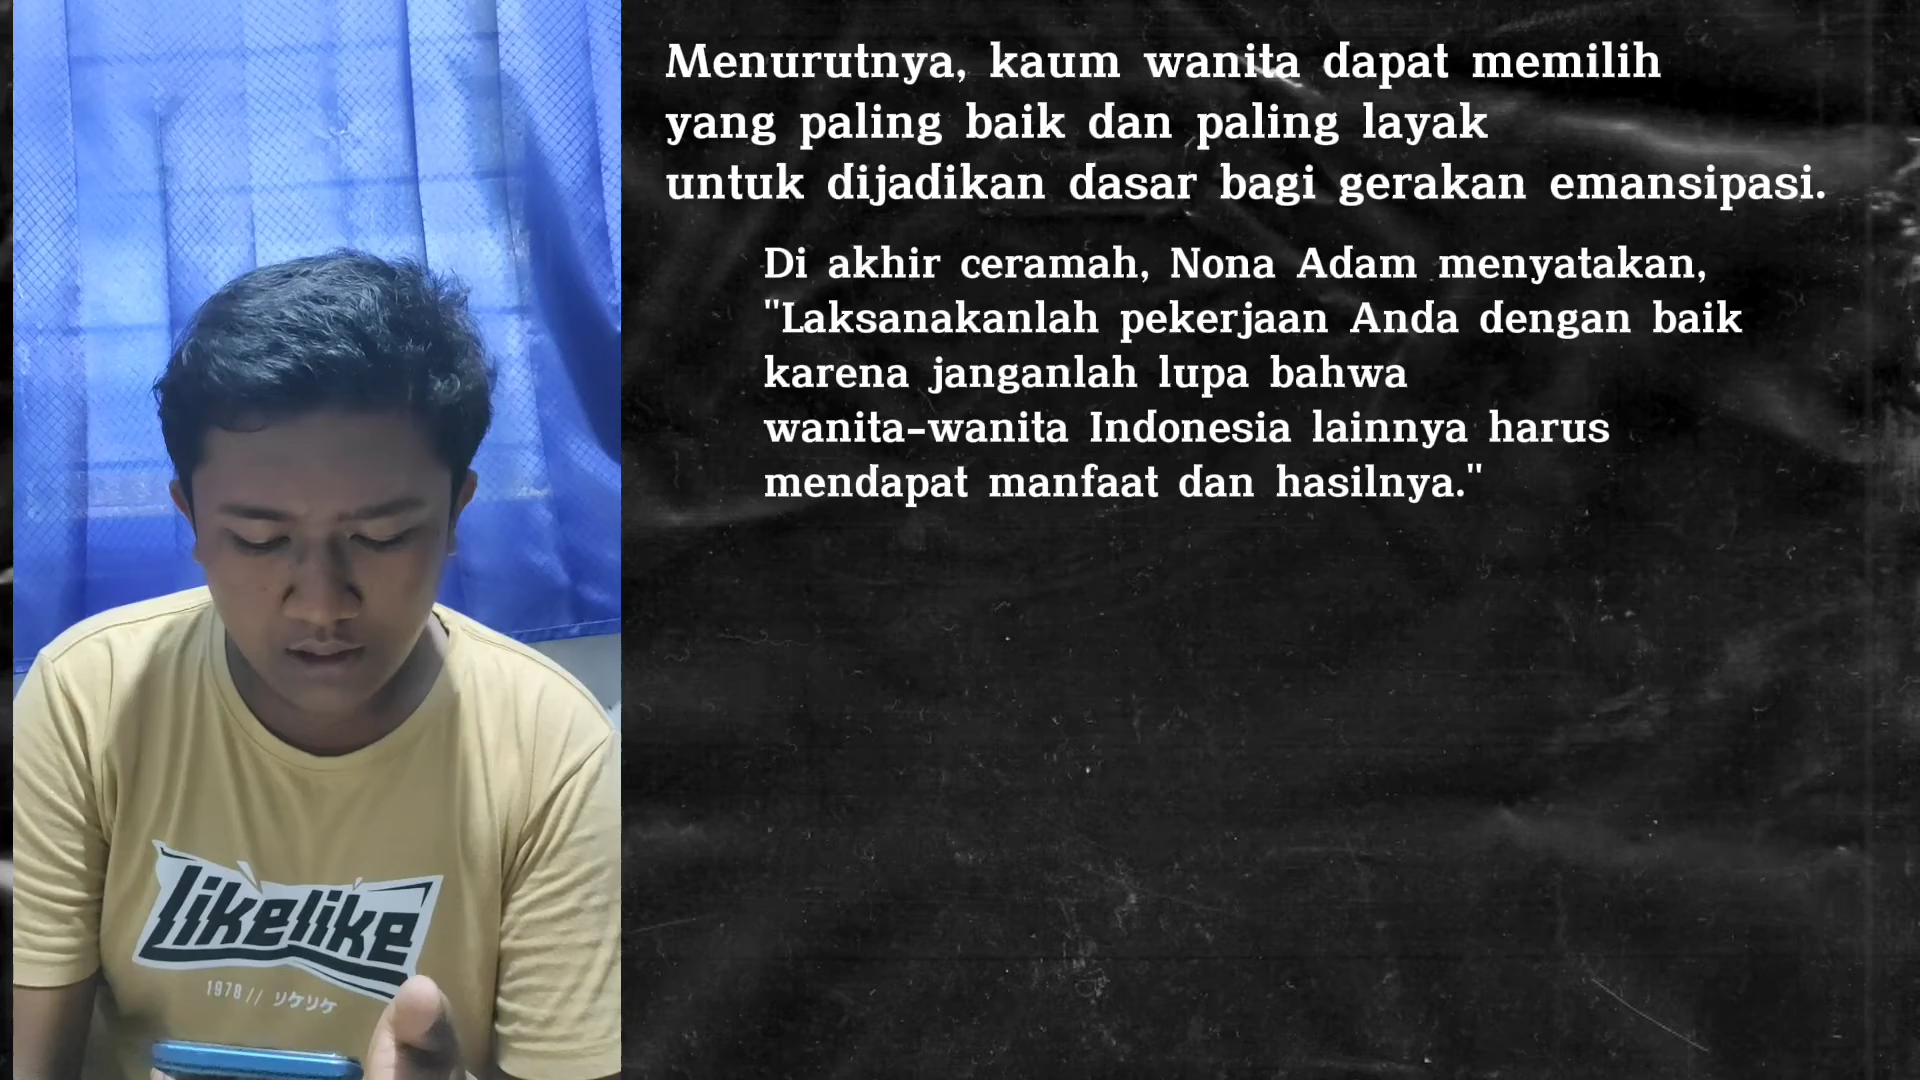 Menurutnya, kaum wanita dapat memilih
yang paling baik dan paling layak
untuk dijadikan dasar bagi gerakan emansipasi.
Di akhir ceramah, Nona Adam menyatakan,
"Laksanakanlah pekerjaan Anda dengan baik
karena janganlah lupa bahwa
wanita-wanita Indonesia lainnya harus
mendapat manfaat dan hasilnya."
likelike
1978 // リケリケ